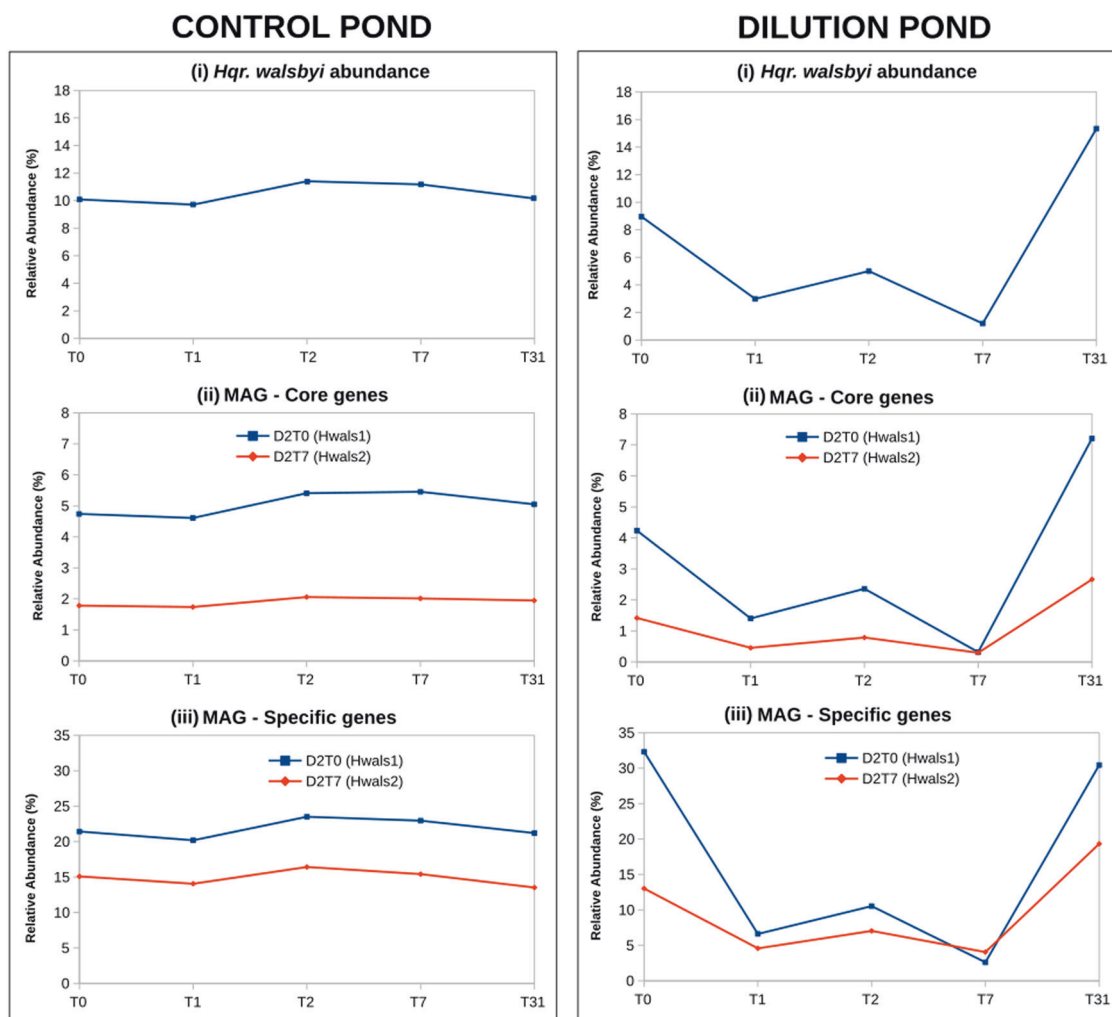 CONTROL POND
(i) Hqr. walsbyi abundance
Relative Abundance (%)
18
16
14
12
10
8
6
4
2
0
T0 T1 T2 T7 T31
(ii) MAG - Core genes
Relative Abundance (%)
8
7
6
5
4
3
2
1
0
D2T0 (Hwals1)
D2T7 (Hwals2)
T0 T1 T2 T7 T31
(iii) MAG - Specific genes
Relative Abundance (%)
35
30
25
20
15
10
5
0
D2T0 (Hwals1)
D2T7 (Hwals2)
T0 T1 T2 T7 T31
DILUTION POND
(i) Hqr. walsbyi abundance
Relative Abundance (%)
18
16
14
12
10
8
6
4
2
0
T0 T1 T2 T7 T31
(ii) MAG - Core genes
Relative Abundance (%)
8
7
6
5
4
3
2
1
0
D2T0 (Hwals1)
D2T7 (Hwals2)
T0 T1 T2 T7 T31
(iii) MAG - Specific genes
Relative Abundance (%)
35
30
25
20
15
10
5
0
D2T0 (Hwals1)
D2T7 (Hwals2)
T0 T1 T2 T7 T31